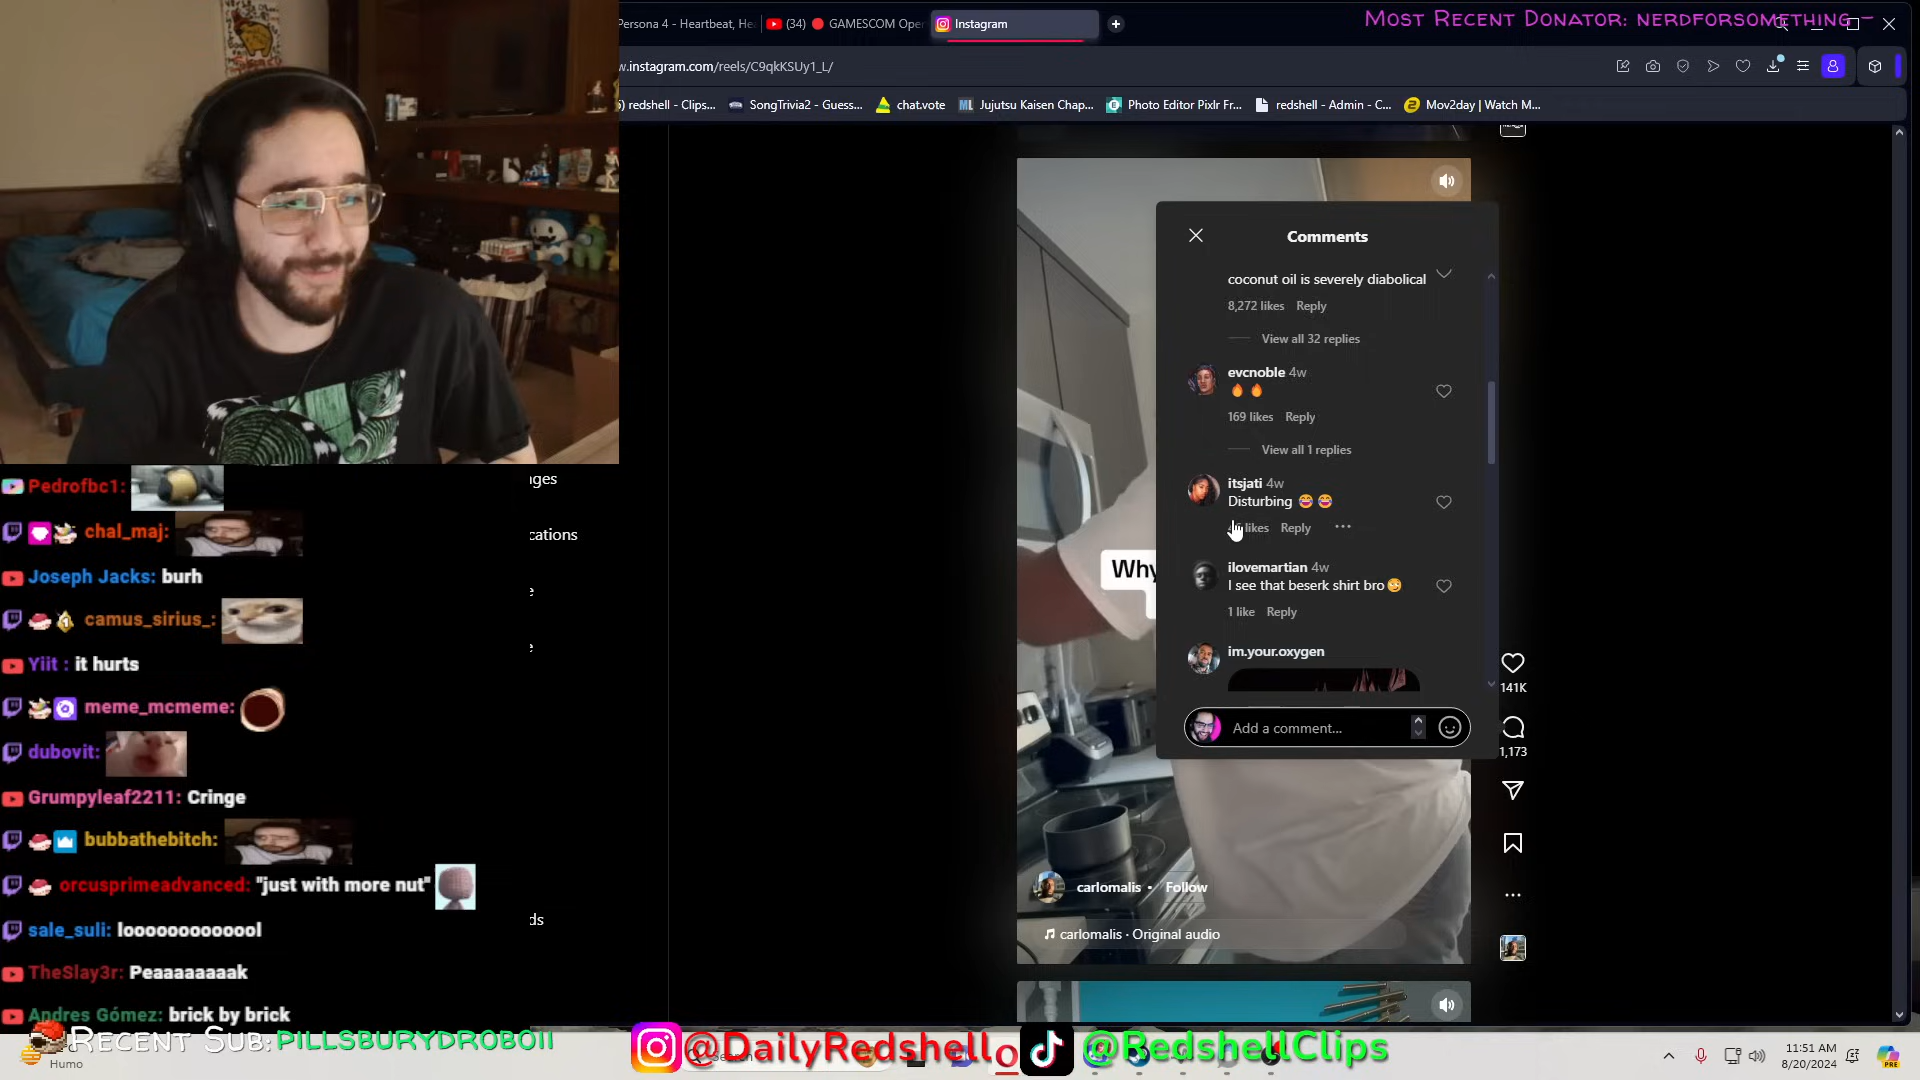 Persona 4 - Heartbeat, He
(34)
GAMESCOM Ope
Instagram
MOST RECENT DONATOR: NERDFORSOMETHING -
w.instagram.com/reels/C9qkKSUy1_L/
) redshell - Clips...
SongTrivia2 - Guess...
chat.vote
ML
Jujutsu Kaisen Chap...
Photo Editor Pixlr Fr...
redshell - Admin - C...
Mov2day | Watch M...
Comments
coconut oil is severely diabolical
8,272 likes Reply
View all 32 replies
evcnoble 4w
🔥 🔥
169 likes Reply
View all 1 replies
itsjati 4w
Disturbing 😂 😂
likes Reply
ilovemartian 4w
I see that beserk shirt bro
1 like Reply
im.your.oxygen
Add a comment...
Why
141K
1,173
carlomalis • Follow
carlomalis · Original audio
ges
cations
e
e
ds
Pedrofbc1:
chal_maj:
Joseph Jacks: burh
camus_sirius_:
Yiit : it hurts
meme_mcmeme:
dubovit:
Grumpyleaf2211: Cringe
bubbathebitch:
orcusprimeadvanced: "just with more nut"
sale_suli: looooooooooool
TheSlay3r: Peaaaaaaaak
Andres Gómez: brick by brick
RECENT SUB: PILLSBURYDROBOII
Humo
@DailyRedshell
@RedshellClips
11:51 AM
8/20/2024
PRE